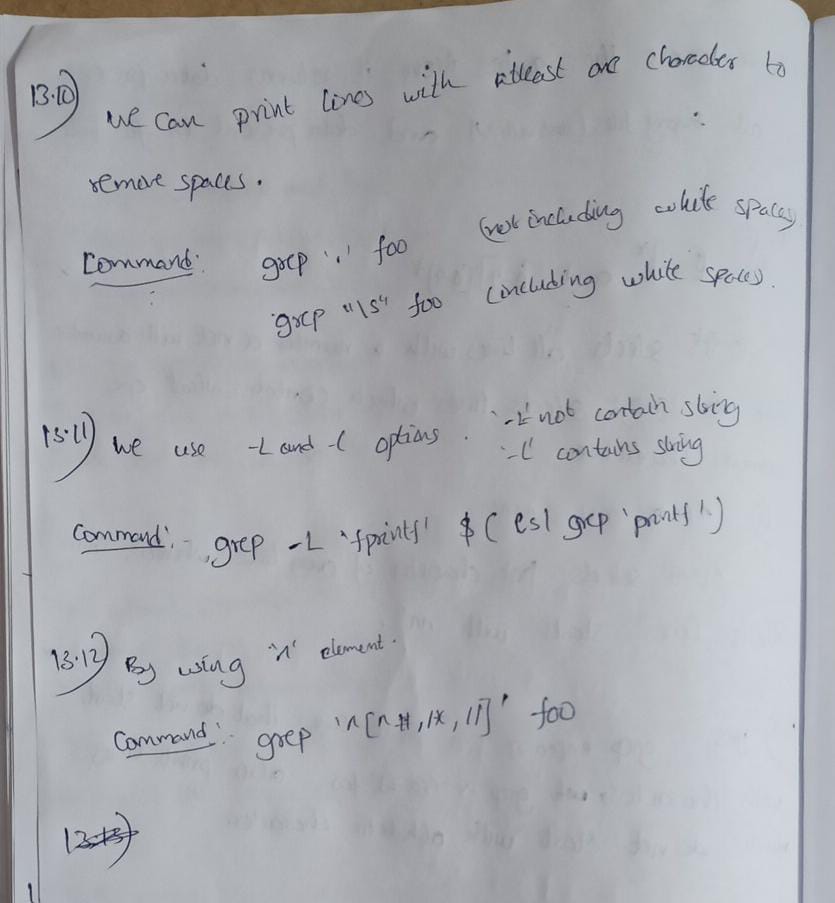 13.10)
we can print lines with atleast one character to
remove spaces.
Command: grep '.' foo (not including white spaces)
grep "\S" foo (including white spaces).
13.11) we use -L and -l options. '-L' not contain string
'-l' contains string
Command:- grep -L 'fprintf' $( ls | grep 'printf')
13.12) By using '^' element.
Command:- grep '^[^#,/*,//]' foo
13.13)